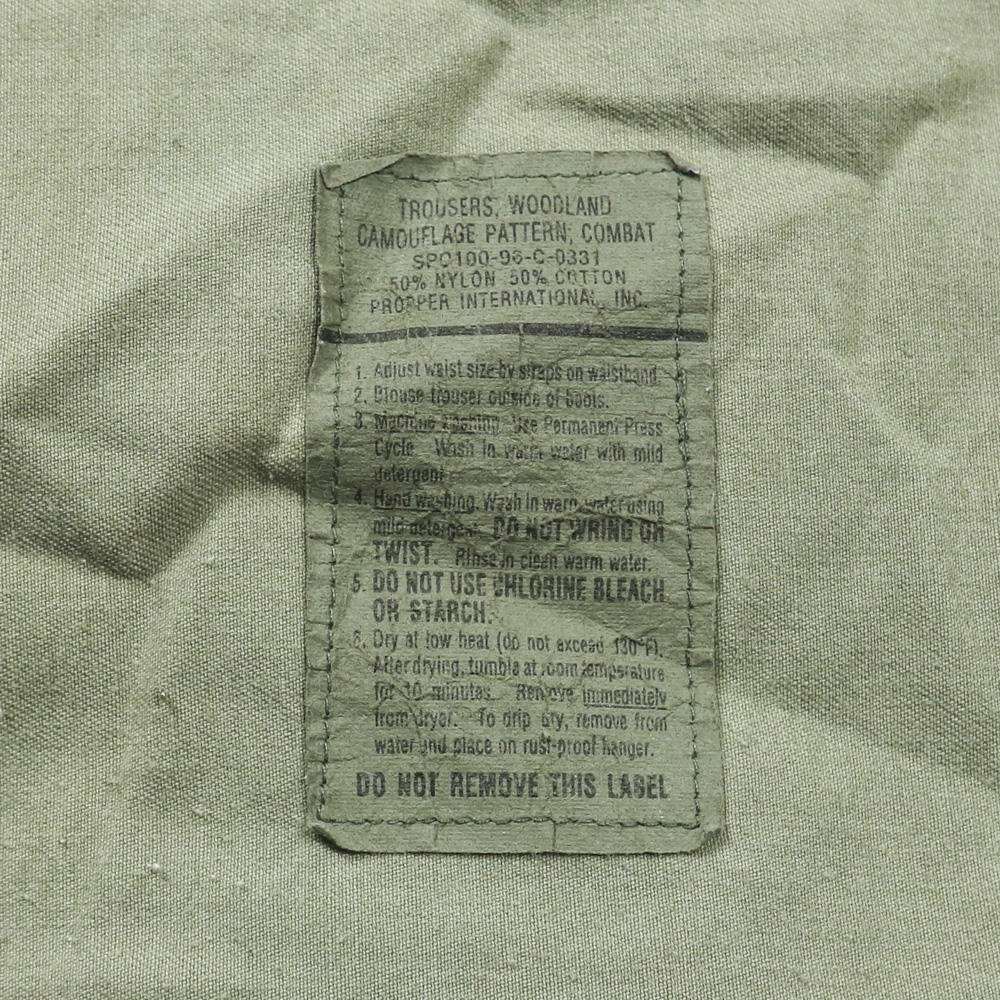 TROUSERS, WOODLAND
CAMOUFLAGE PATTERN, COMBAT
SPO100-96-C-0331
50% NYLON 50% COTTON
PROPPER INTERNATIONAL, INC.
1. Adjust waist size by straps on waistband.
2. Blouse trouser outside of boots.
3. Machine washing. Use Permanent Press
Cycle. Wash in warm water with mild
detergent.
4. Hand washing. Wash in warm water using
mild detergent. DO NOT WRING OR
TWIST. Rinse in clean warm water.
5. DO NOT USE CHLORINE BLEACH
OR STARCH.
6. Dry at low heat (do not exceed 130°F).
After drying, tumble at room temperature
for 10 minutes. Remove immediately
from dryer. To drip dry, remove from
water and place on rust-proof hanger.
DO NOT REMOVE THIS LABEL